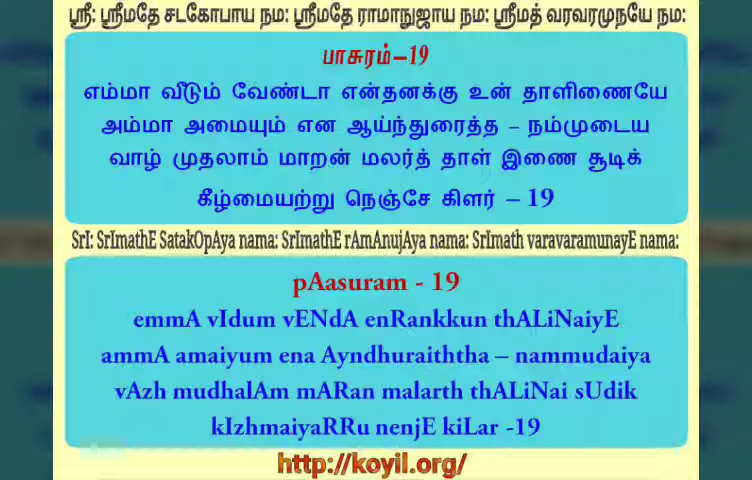 ஸ்ரீ: ஸ்ரீமதே சடகோபாய நம: ஸ்ரீமதே ராமாநுஜாய நம: ஸ்ரீமத் வரவரமுநயே நம:
பாசுரம்–19
எம்மா வீடும் வேண்டா என்தனக்கு உன் தாளிணையே
அம்மா அமையும் என ஆய்ந்துரைத்த – நம்முடைய
வாழ் முதலாம் மாறன் மலர்த் தாள் இணை சூடிக்
கீழ்மையற்று நெஞ்சே கிளர் – 19
SrI: SrImathE SatakOpAya nama: SrImathE rAmAnujAya nama: SrImath varavaramunayE nama:
pAasuram - 19
emmA vIdum vENdA enRankkun thALiNaiyE
ammA amaiyum ena Ayndhuraiththa – nammudaiya
vAzh mudhalAm mARan malarth thALiNai sUdik
kIzhmaiyaRRu nenjE kiLar -19
http://koyil.org/